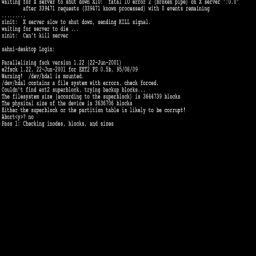 waiting for X server to shut down XIO:  fatal IO error 2 (broken pipe) on X server ":0.0"
after 339471 requests (339471 known processed) with 0 events remaining
.........
xinit:  X server slow to shut down, sending KILL signal.
waiting for server to die ...
xinit:  Can't kill server
Login:
Parallelizing fsck version 1.22 (22-Jun-2001)
e2fsck 1.22, 22-Jun-2001 for EXT2 FS 0.5b, 95/08/09
Warning!  /dev/hda1 is mounted.
/dev/hda1 contains a file system with errors, check forced.
Couldn't find ext2 superblock, trying backup blocks...
The filesystem size (according to the superblock) is 3644739 blocks
The physical size of the device is 3636706 blocks
Either the superblock or the partition table is likely to be corrupt!
Abort<y>? no
Pass 1: Checking inodes, blocks, and sizes